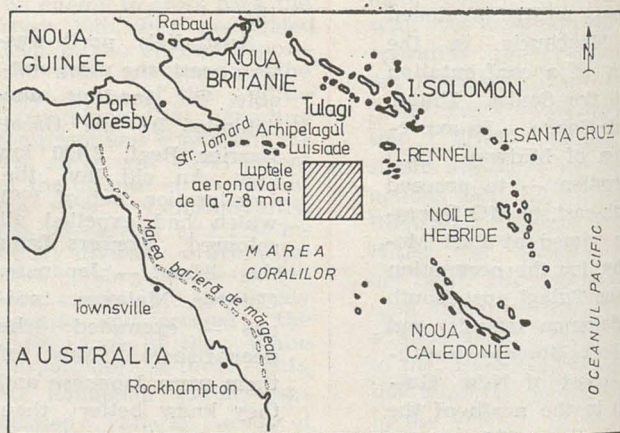 Rabaul
NOUA
GUINEE
NOUA
BRITANIE
I.SOLOMON
N
Tulagi
Port
Moresby
str. jomard
Arhipelagul
Luisiade
I.SANTA CRUZ
I.RENNELL
Luptele
aeronavale
de la 7-8 mai
NOILE
HEBRIDE
MAREA
CORALILOR
Marea barieră de mărgean
Townsville
NOUA
CALEDONIE
OCEANUL PACIFIC
AUSTRALIA
Rockhampton